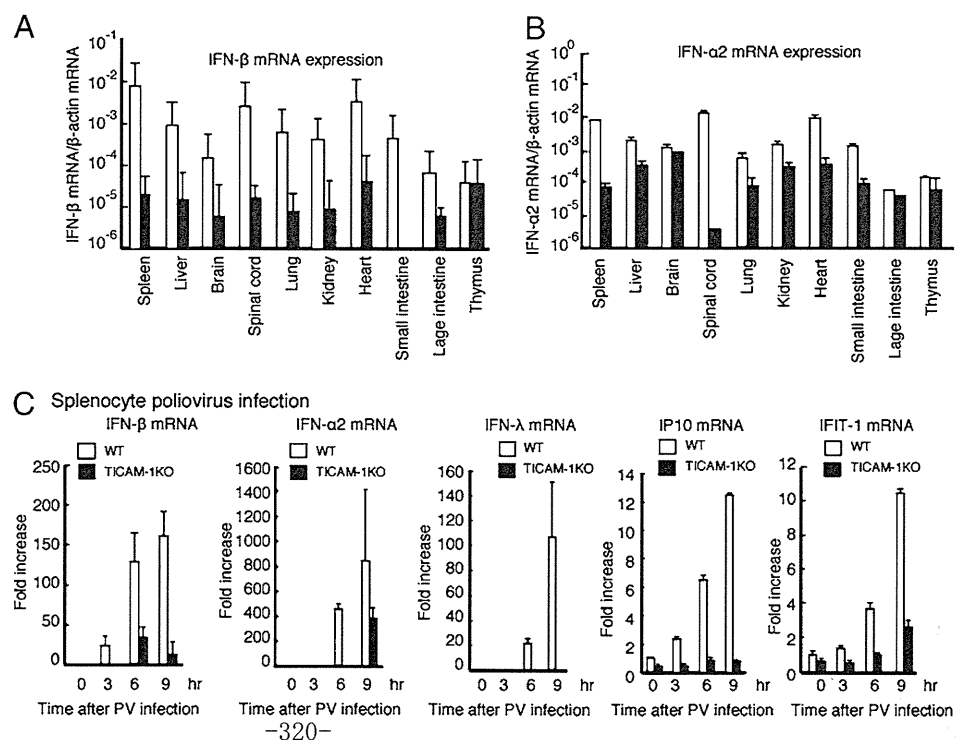 A
IFN-β mRNA expression
IFN-β mRNA/β-actin mRNA
10⁻¹
10⁻²
10⁻³
10⁻⁴
10⁻⁵
10⁻⁶
Spleen
Liver
Brain
Spinal cord
Lung
Kidney
Heart
Small intestine
Lage intestine
Thymus
B
IFN-α2 mRNA expression
IFN-α2 mRNA/β-actin mRNA
10⁰
10⁻¹
10⁻²
10⁻³
10⁻⁴
10⁻⁵
10⁻⁶
Spleen
Liver
Brain
Spinal cord
Lung
Kidney
Heart
Small intestine
Lage intestine
Thymus
C Splenocyte poliovirus infection
IFN-β mRNA
WT
TICAM-1KO
Fold increase
250
200
150
100
50
0
0 3 6 9 hr
Time after PV infection
IFN-α2 mRNA
WT
TICAM-1KO
Fold increase
1600
1400
1200
1000
800
600
400
200
0
0 3 6 9 hr
Time after PV infection
IFN-λ mRNA
WT
TICAM-1KO
Fold increase
160
140
120
100
80
60
40
20
0
0 3 6 9 hr
Time after PV infection
IP10 mRNA
WT
TICAM-1KO
Fold increase
14
12
10
8
6
4
2
0
0 3 6 9 hr
Time after PV infection
IFIT-1 mRNA
WT
TICAM-1KO
Fold increase
12
10
8
6
4
2
0
0 3 6 9 hr
Time after PV infection
-320-